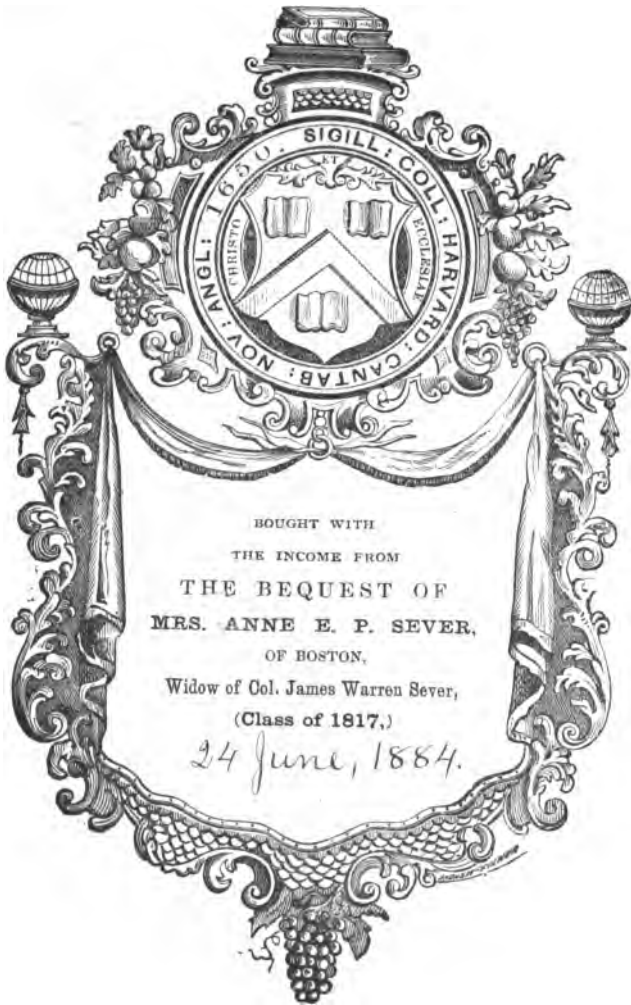 SIGILL: COLL: HARVARD: CANTAB: NOV: ANGL: 1650.
ET
CHRISTO
ECCLESIAE
BOUGHT WITH
THE INCOME FROM
THE BEQUEST OF
MRS. ANNE E. P. SEVER,
OF BOSTON,
Widow of Col. James Warren Sever,
(Class of 1817,)
24 June, 1884.